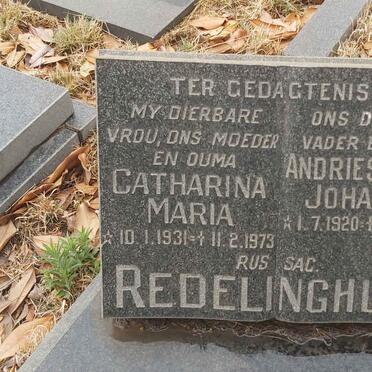 TER GEDAGTENIS
MY DIERBARE
VROU, ONS MOEDER
EN OUMA
CATHARINA
MARIA
* 10.1.1931 + 11.2.1973
ONS
VADER
ANDRIES
JOHA
* 1.7.1920 +
RUS SAG.
REDELINGHU